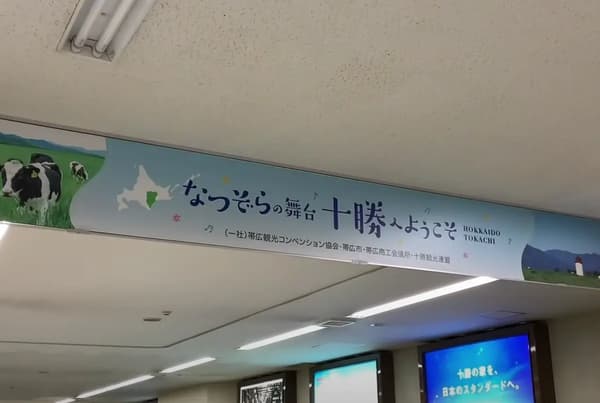 なつぞらの舞台 十勝へようこそ HOKKAIDO TOKACHI
(一社)帯広観光コンベンション協会・帯広市・帯広商工会議所・十勝観光連盟
十勝の家を、
日本のスタンダードへ。